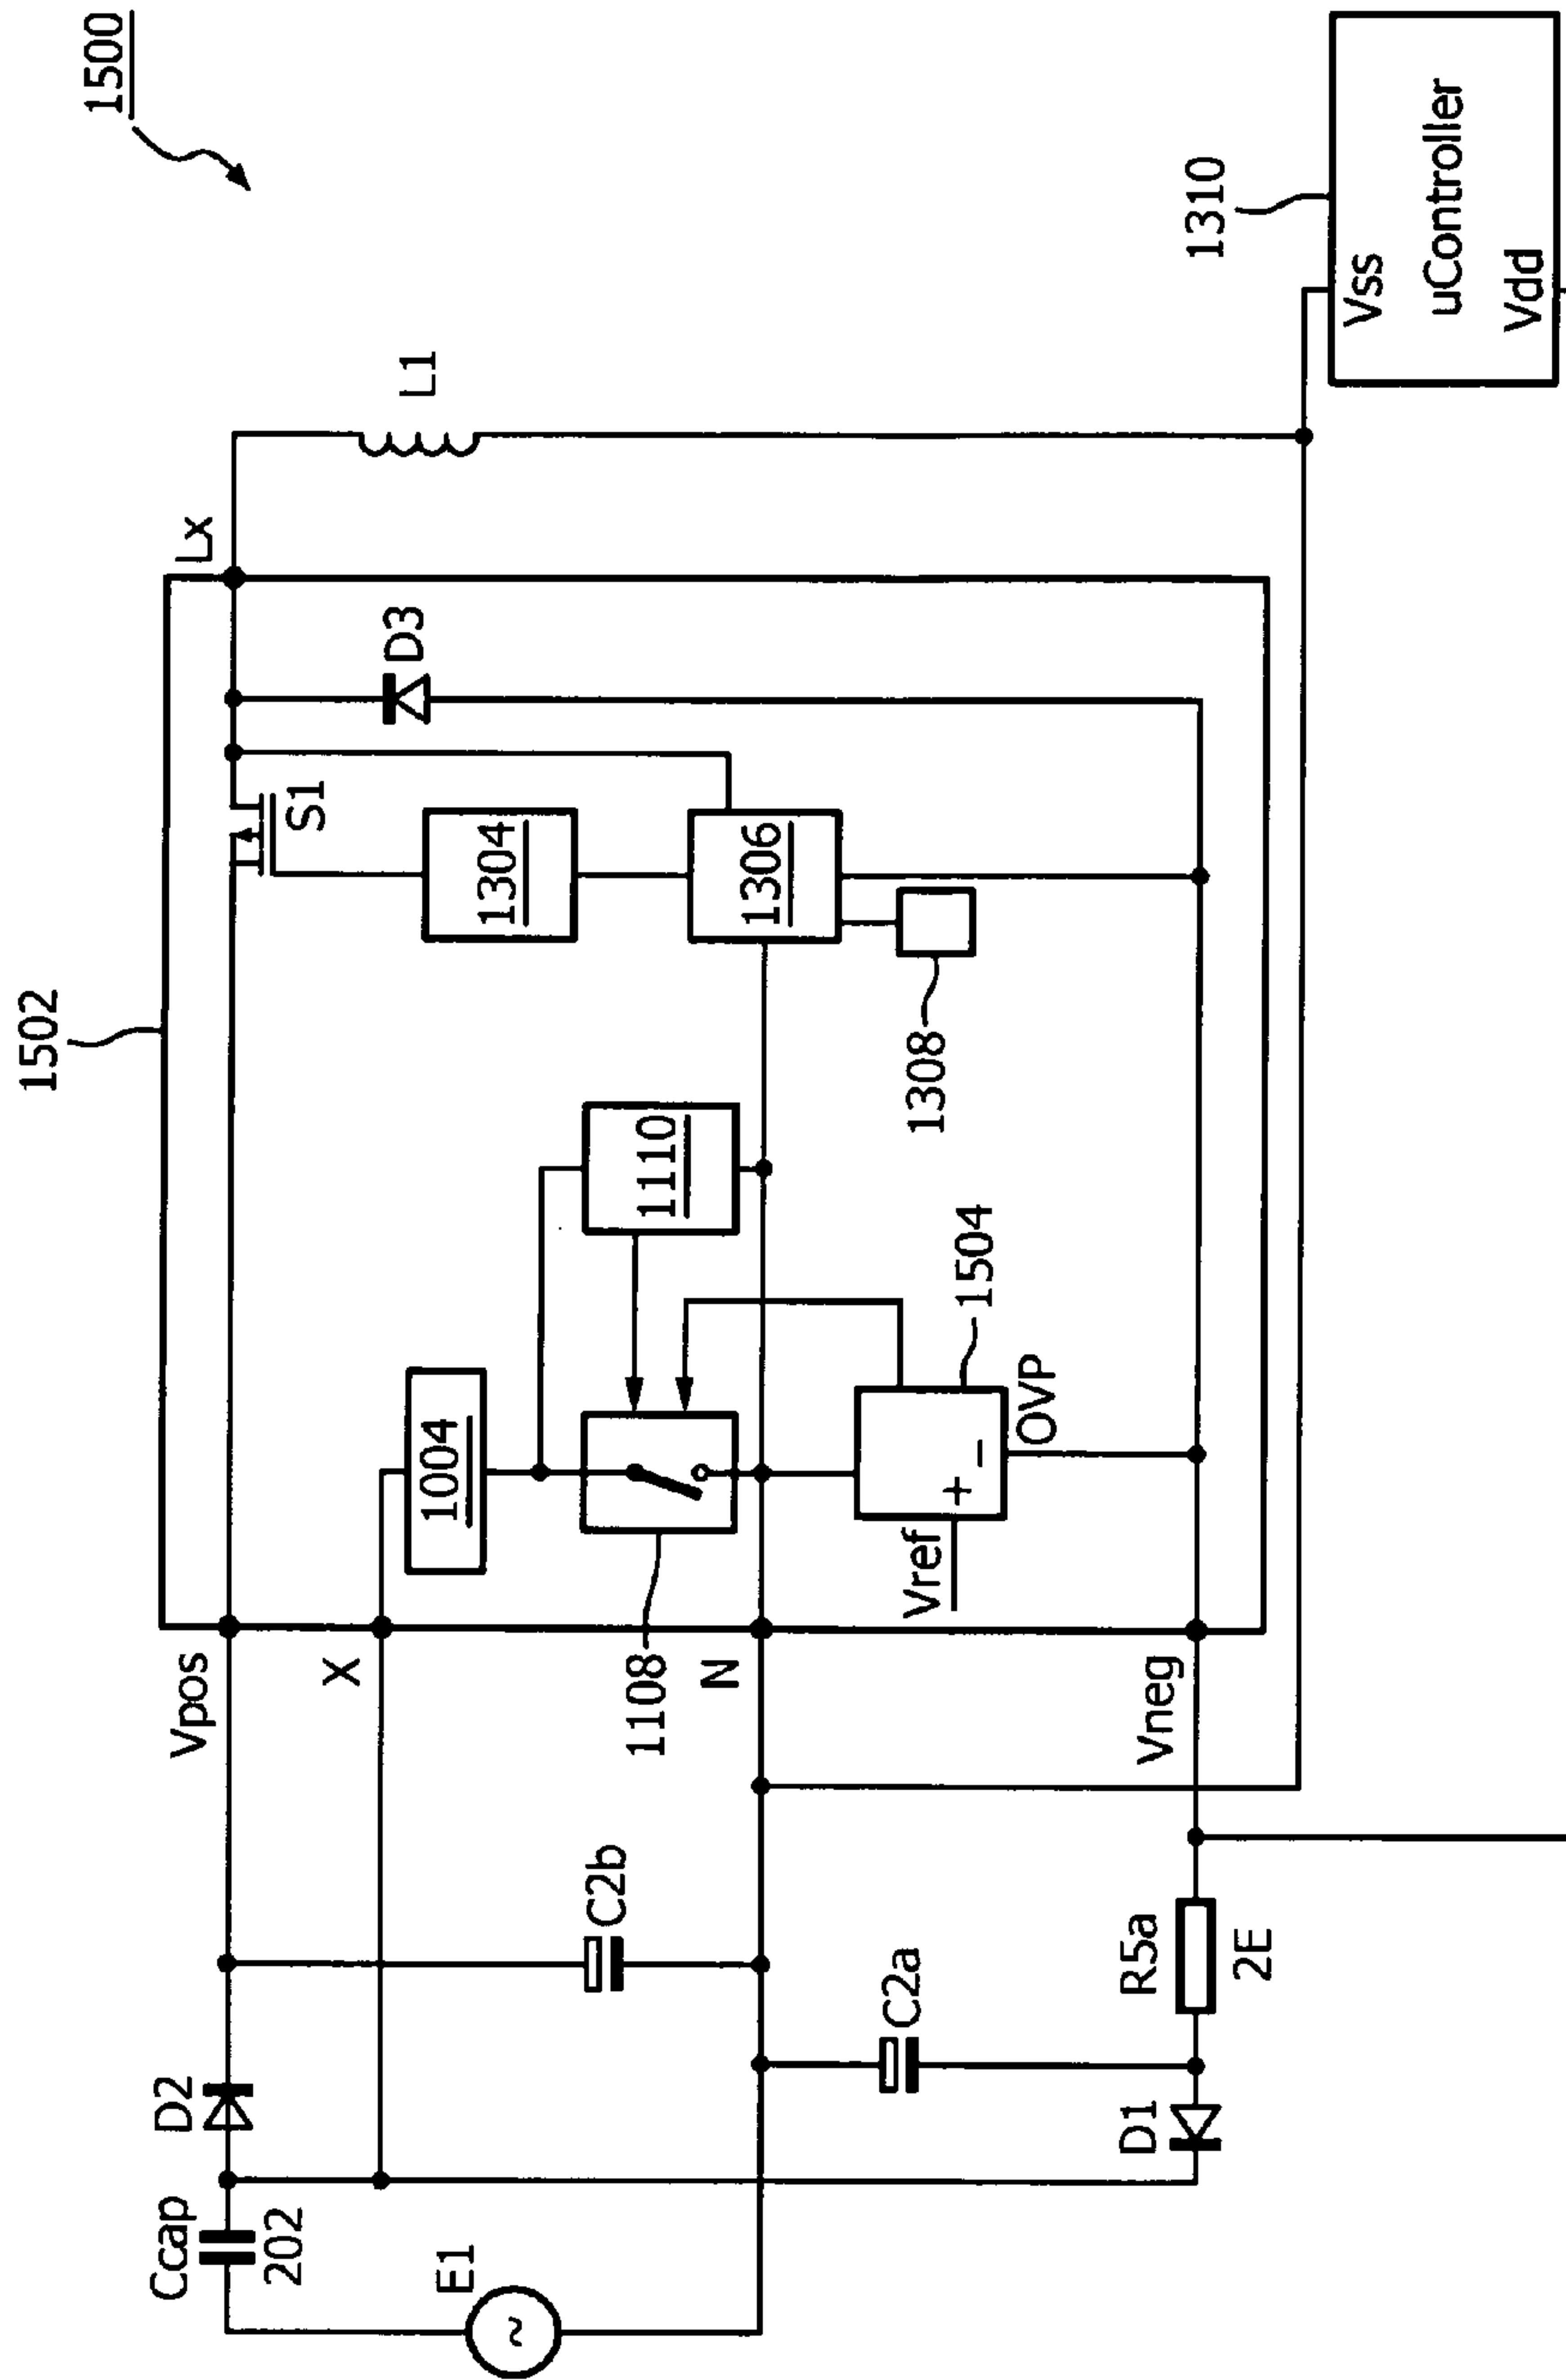 1500
1502
Lx
L1
D3
S1
1304
1306
1308
1310
Vss
uController
Vdd
1110
1004
1108
1504
OVP
+
−
Vref
Vpos
X
N
Vneg
C2b
C2a
R5a
2E
D2
D1
Ccap
202
E1
~